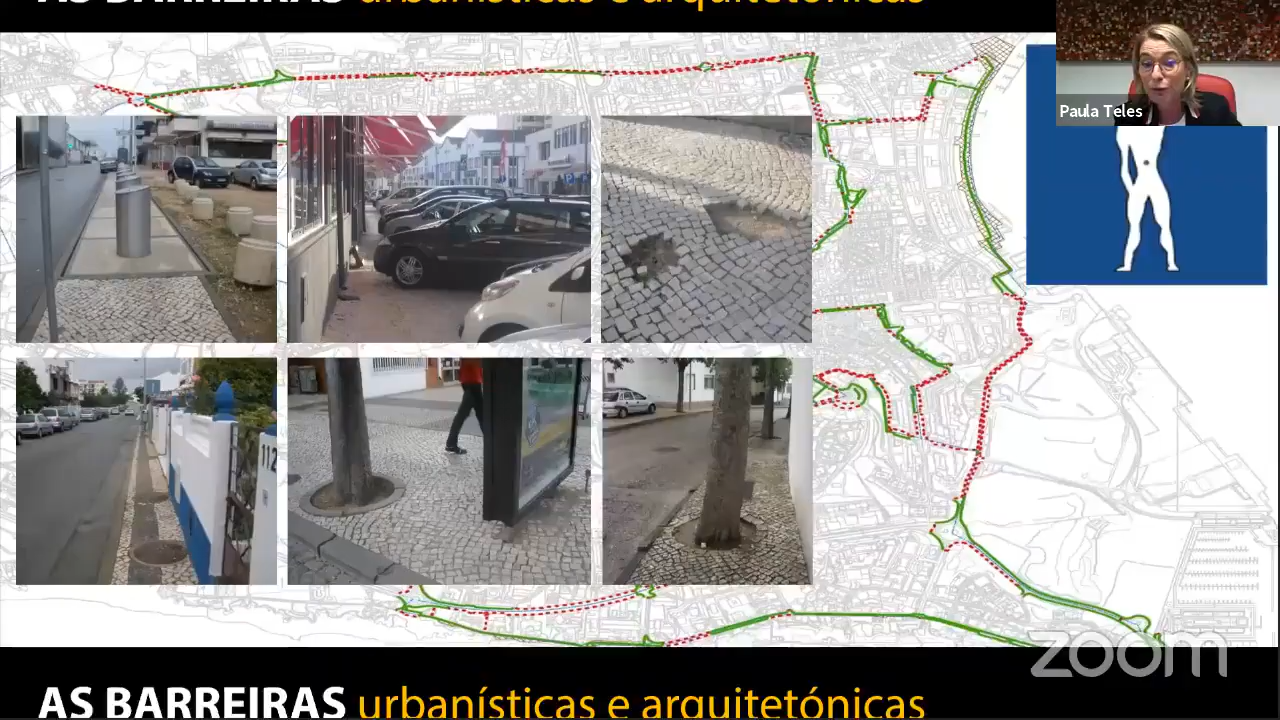 AS BARREIRAS urbanísticas e arquitetónicas
Paula Teles
112
zoom
AS BARREIRAS urbanísticas e arquitetónicas